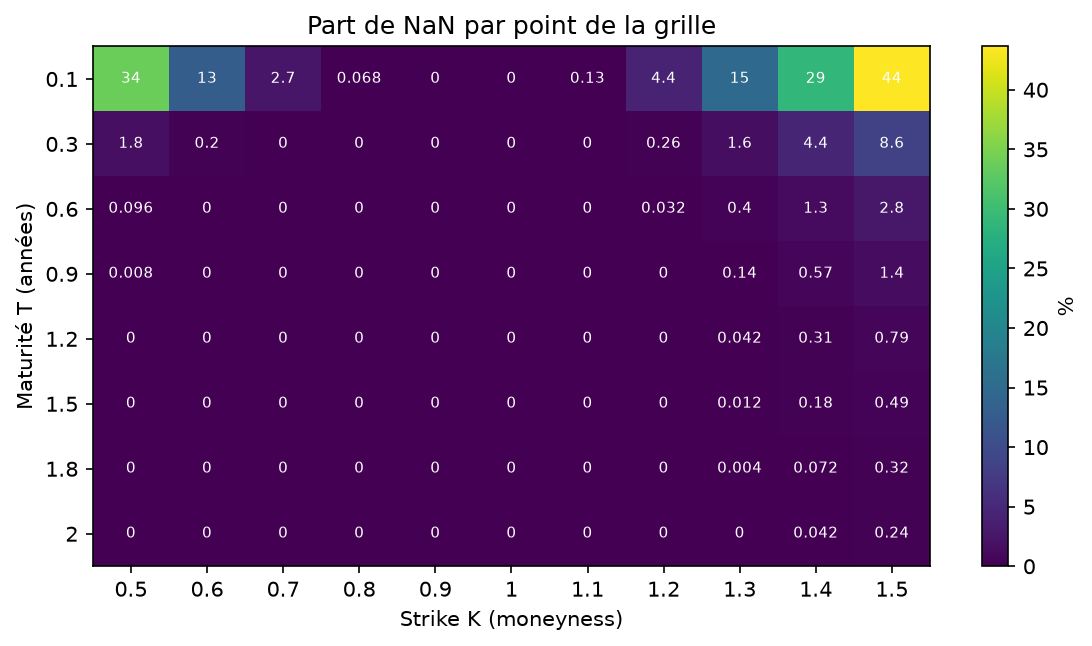 Part de NaN par point de la grille
Maturité T (années)
0.1 34 13 2.7 0.068 0 0 0.13 4.4 15 29 44
0.3 1.8 0.2 0 0 0 0 0 0.26 1.6 4.4 8.6
0.6 0.096 0 0 0 0 0 0 0.032 0.4 1.3 2.8
0.9 0.008 0 0 0 0 0 0 0 0.14 0.57 1.4
1.2 0 0 0 0 0 0 0 0 0.042 0.31 0.79
1.5 0 0 0 0 0 0 0 0 0.012 0.18 0.49
1.8 0 0 0 0 0 0 0 0 0.004 0.072 0.32
2 0 0 0 0 0 0 0 0 0 0.042 0.24
0.5 0.6 0.7 0.8 0.9 1 1.1 1.2 1.3 1.4 1.5
Strike K (moneyness)
40
35
30
25
20
15
10
5
0
%